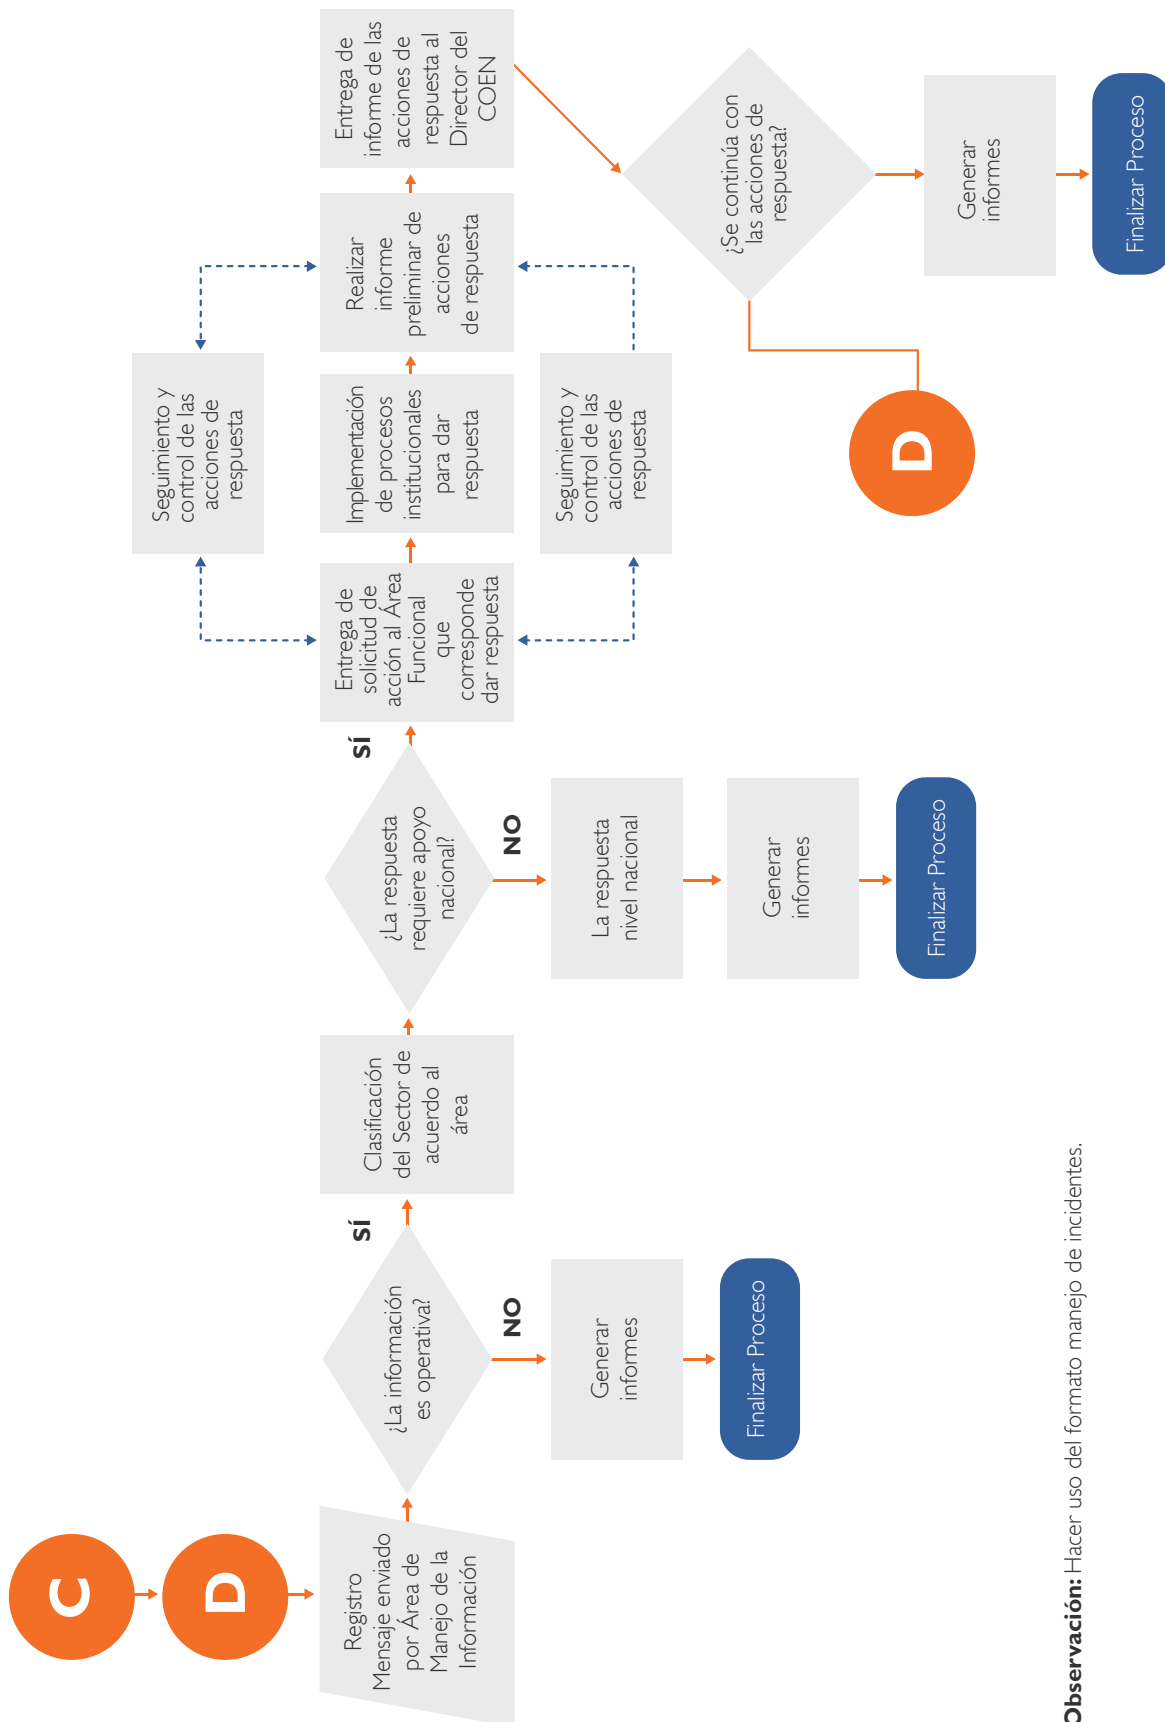 C
D
Registro
Mensaje enviado
por Área de
Manejo de la
Información
¿La información
es operativa?
SÍ
NO
Generar
informes
Finalizar Proceso
Clasificación
del Sector de
acuerdo al
área
¿La respuesta
requiere apoyo
nacional?
SÍ
NO
La respuesta
nivel nacional
Generar
informes
Finalizar Proceso
Entrega de
solicitud de
acción al Área
Funcional
que
corresponde
dar respuesta
Seguimiento y
control de las
acciones de
respuesta
Implementación
de procesos
institucionales
para dar
respuesta
Seguimiento y
control de las
acciones de
respuesta
Realizar
informe
preliminar de
acciones
de respuesta
Entrega de
informe de las
acciones de
respuesta al
Director del
COEN
¿Se continúa con
las acciones de
respuesta?
D
Generar
informes
Finalizar Proceso
Observación: Hacer uso del formato manejo de incidentes.